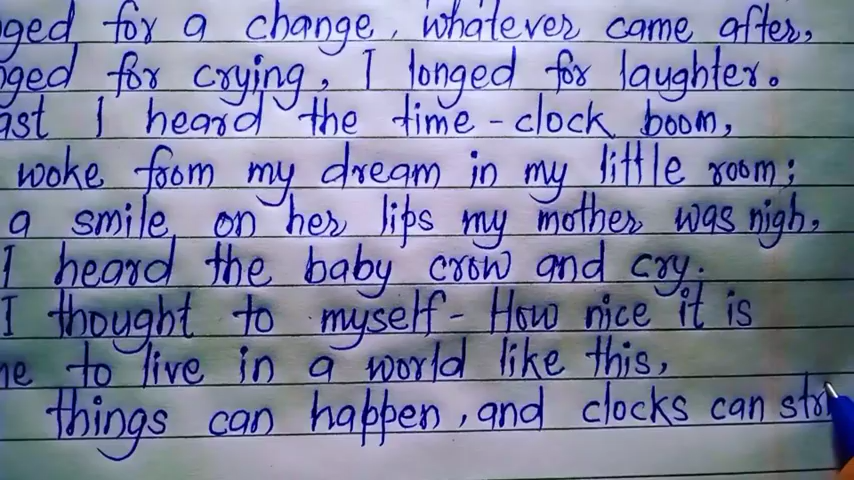 ged for a change, whatever came after,
ged for crying, I longed for laughter.
ast I heard the time-clock boom,
woke from my dream in my little room;
a smile on her lips my mother was nigh,
I heard the baby crow and cry.
I thought to myself - How nice it is
me to live in a world like this,
things can happen, and clocks can stri